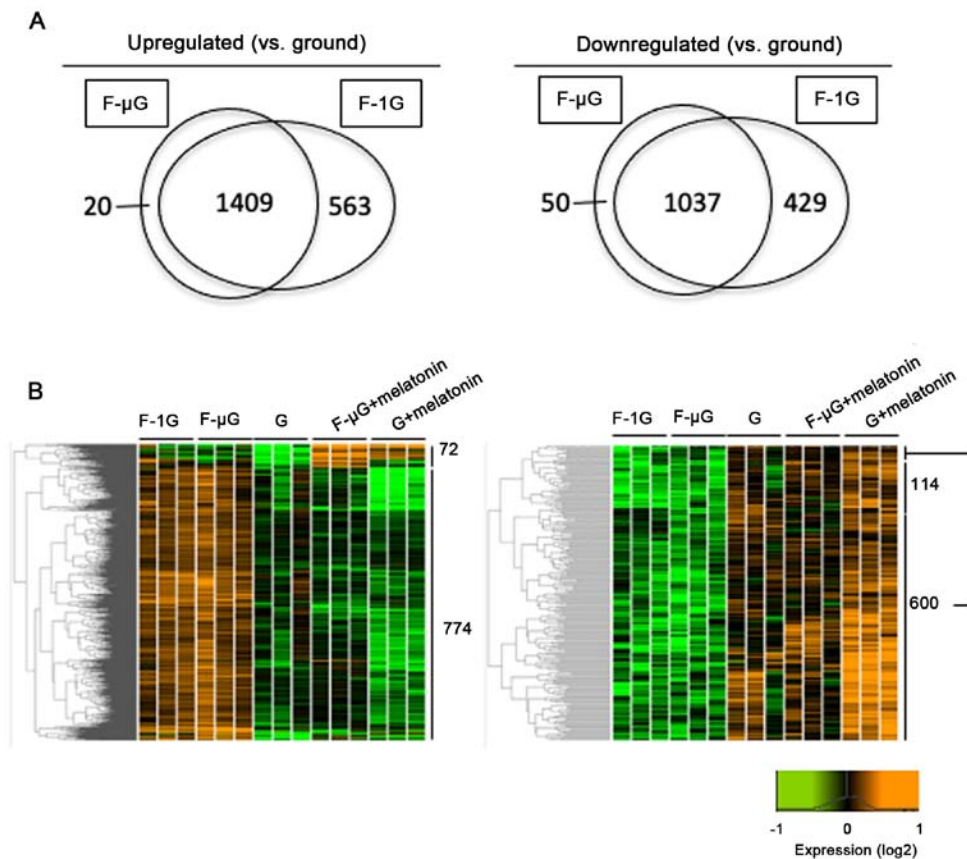 A
Upregulated (vs. ground)
Downregulated (vs. ground)
F-µG
F-1G
F-µG
F-1G
20
1409
563
50
1037
429
B
F-1G
F-µG
G
F-µG+melatonin
G+melatonin
F-1G
F-µG
G
F-µG+melatonin
G+melatonin
72
774
114
600
-1
0
1
Expression (log2)